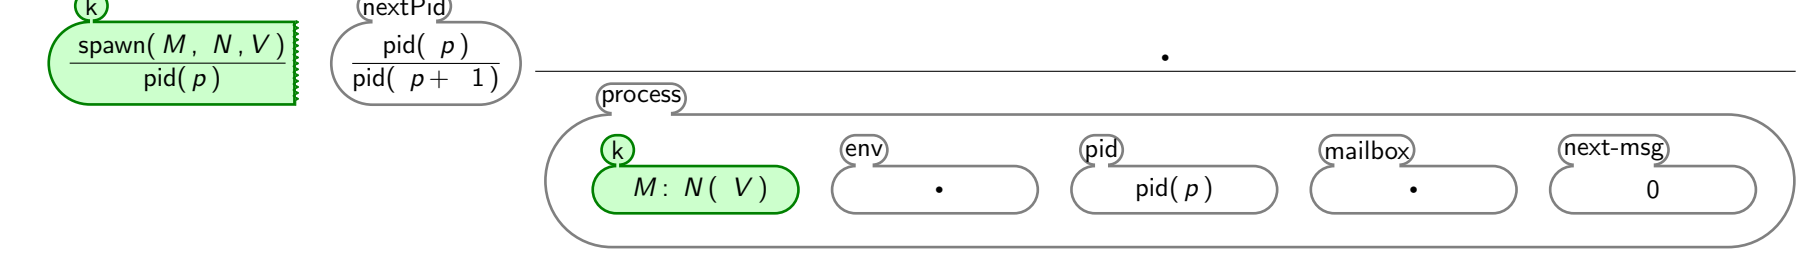 k nextPid
spawn( M , N , V ) pid( p ) •
pid( p ) pid( p + 1 )
process
k env pid mailbox next-msg
M : N ( V ) • pid( p ) • 0